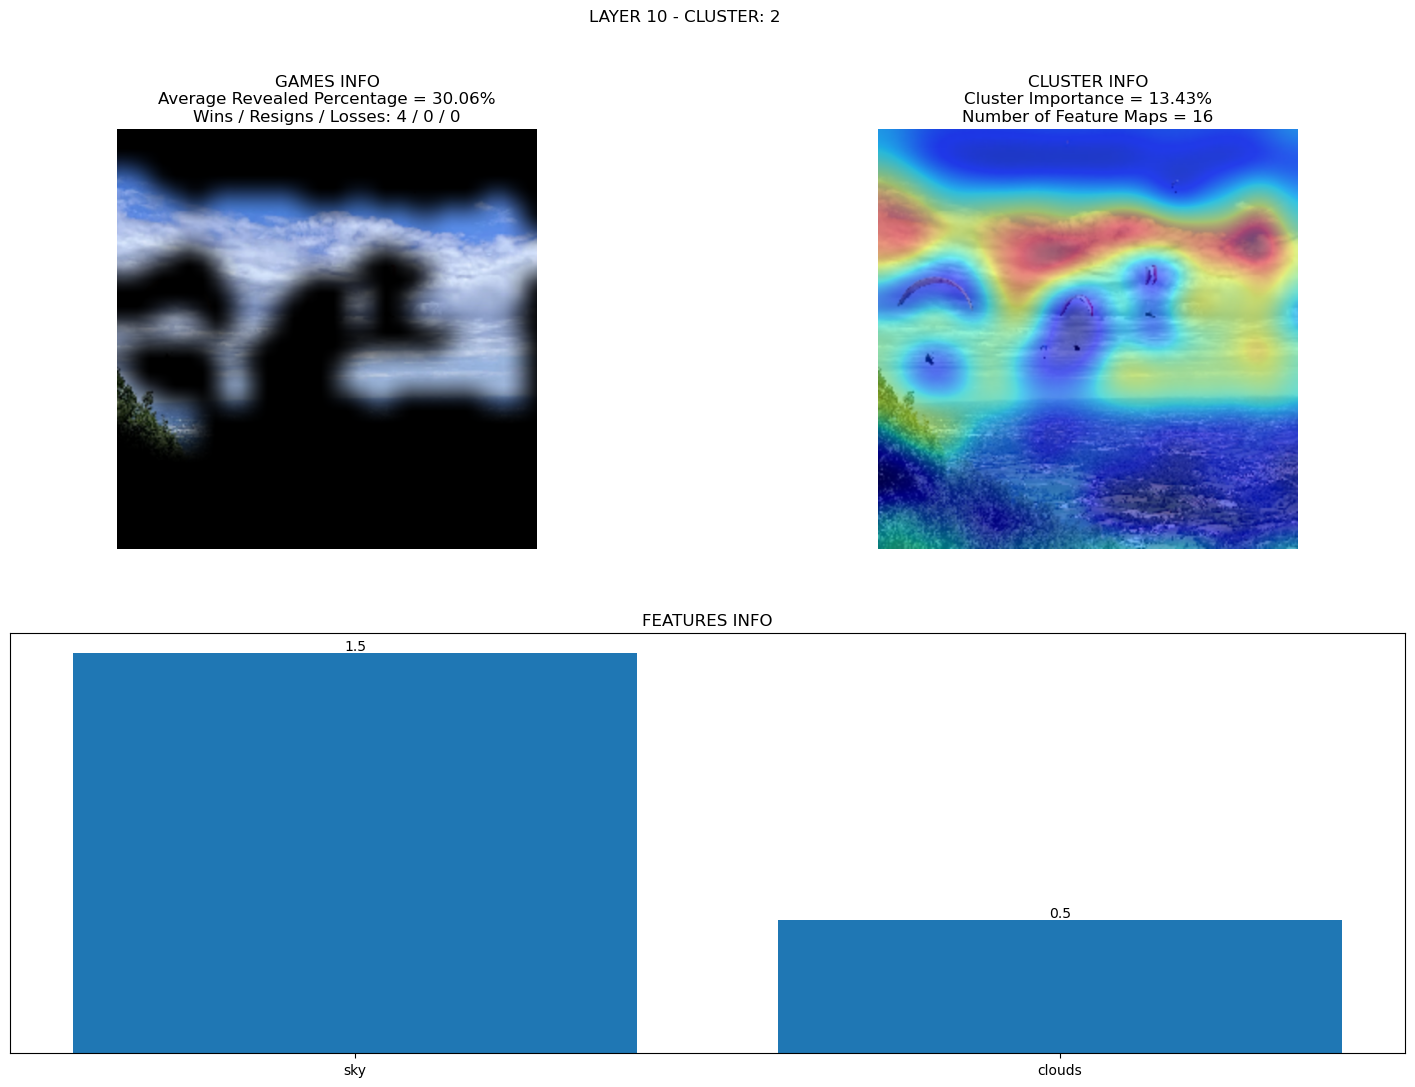 LAYER 10 - CLUSTER: 2
GAMES INFO
Average Revealed Percentage = 30.06%
Wins / Resigns / Losses: 4 / 0 / 0
CLUSTER INFO
Cluster Importance = 13.43%
Number of Feature Maps = 16
FEATURES INFO
1.5
0.5
sky
clouds